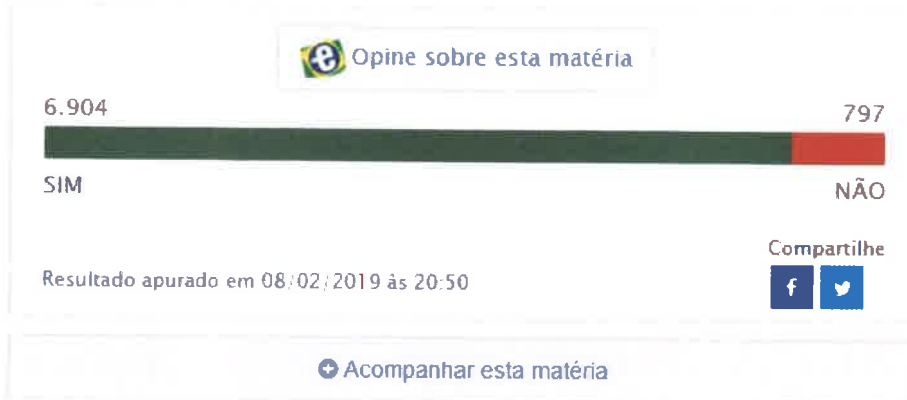 Opine sobre esta matéria
6.904
797
SIM
NÃO
Compartilhe
Resultado apurado em 08/02/2019 às 20:50
Acompanhar esta matéria